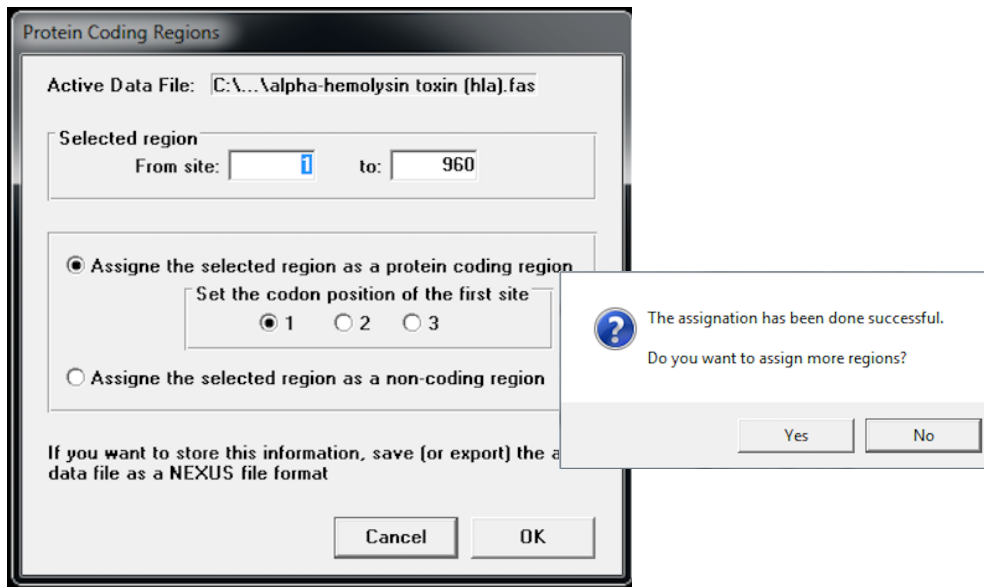 Protein Coding Regions
Active Data File: C:\...\alpha-hemolysin toxin (hla).fas
Selected region
From site: 1 to: 960
Assigne the selected region as a protein coding region
Set the codon position of the first site
1 2 3
Assigne the selected region as a non-coding region
If you want to store this information, save (or export) the a
data file as a NEXUS file format
Cancel OK
The assignation has been done successful.
Do you want to assign more regions?
Yes No